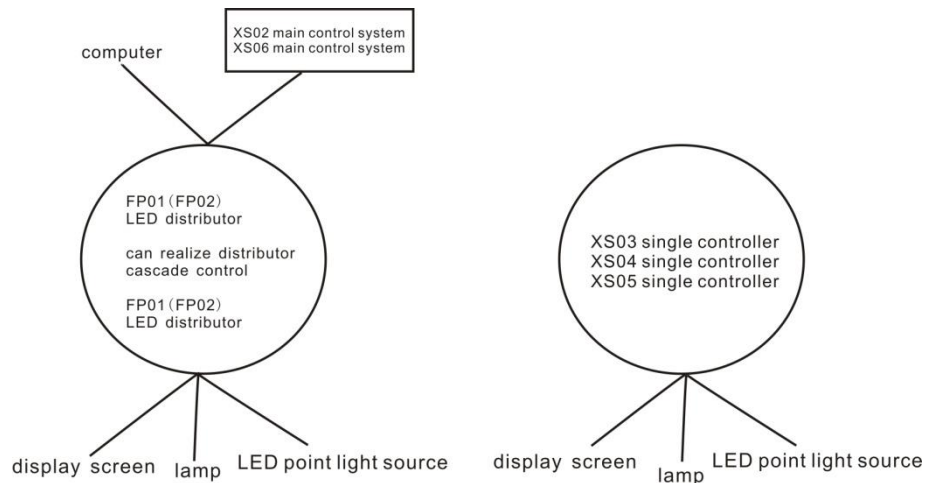 XS02 main control system
XS06 main control system
computer
FP01(FP02)
LED distributor
can realize distributor
cascade control
FP01(FP02)
LED distributor
display screen
lamp
LED point light source
XS03 single controller
XS04 single controller
XS05 single controller
display screen
lamp
LED point light source